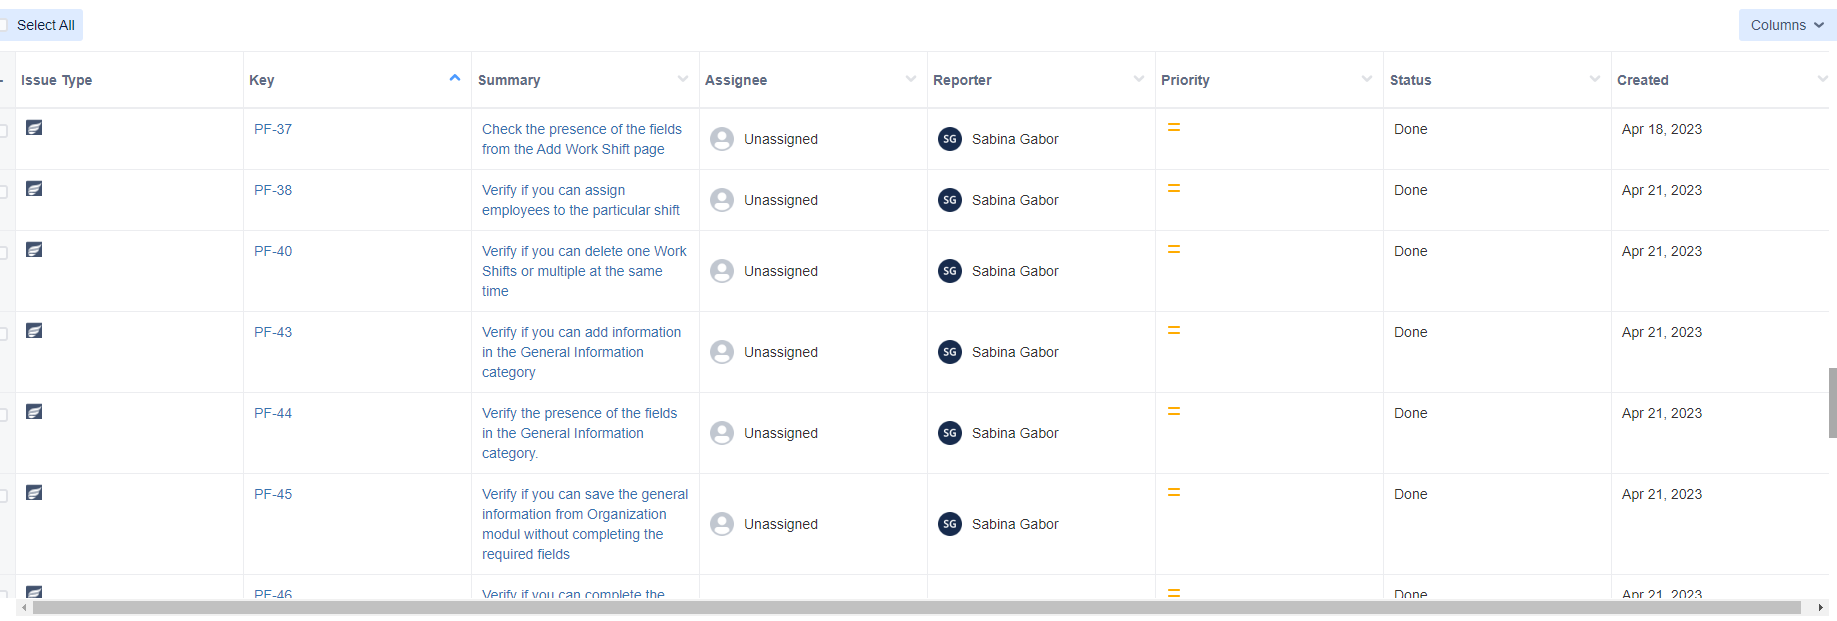 Select All
Columns
Issue Type Key Summary Assignee Reporter Priority Status Created
PF-37 Check the presence of the fields Done Apr 18, 2023
from the Add Work Shift page Unassigned SG Sabina Gabor
PF-38 Verify if you can assign Done Apr 21, 2023
employees to the particular shift Unassigned SG Sabina Gabor
PF-40 Verify if you can delete one Work Done Apr 21, 2023
Shifts or multiple at the same Unassigned SG Sabina Gabor
time
PF-43 Verify if you can add information Done Apr 21, 2023
in the General Information Unassigned SG Sabina Gabor
category
PF-44 Verify the presence of the fields Done Apr 21, 2023
in the General Information Unassigned SG Sabina Gabor
category.
PF-45 Verify if you can save the general Done Apr 21, 2023
information from Organization Unassigned SG Sabina Gabor
modul without completing the
required fields
PF-46 Verify if you can complete the Done Apr 21, 2023